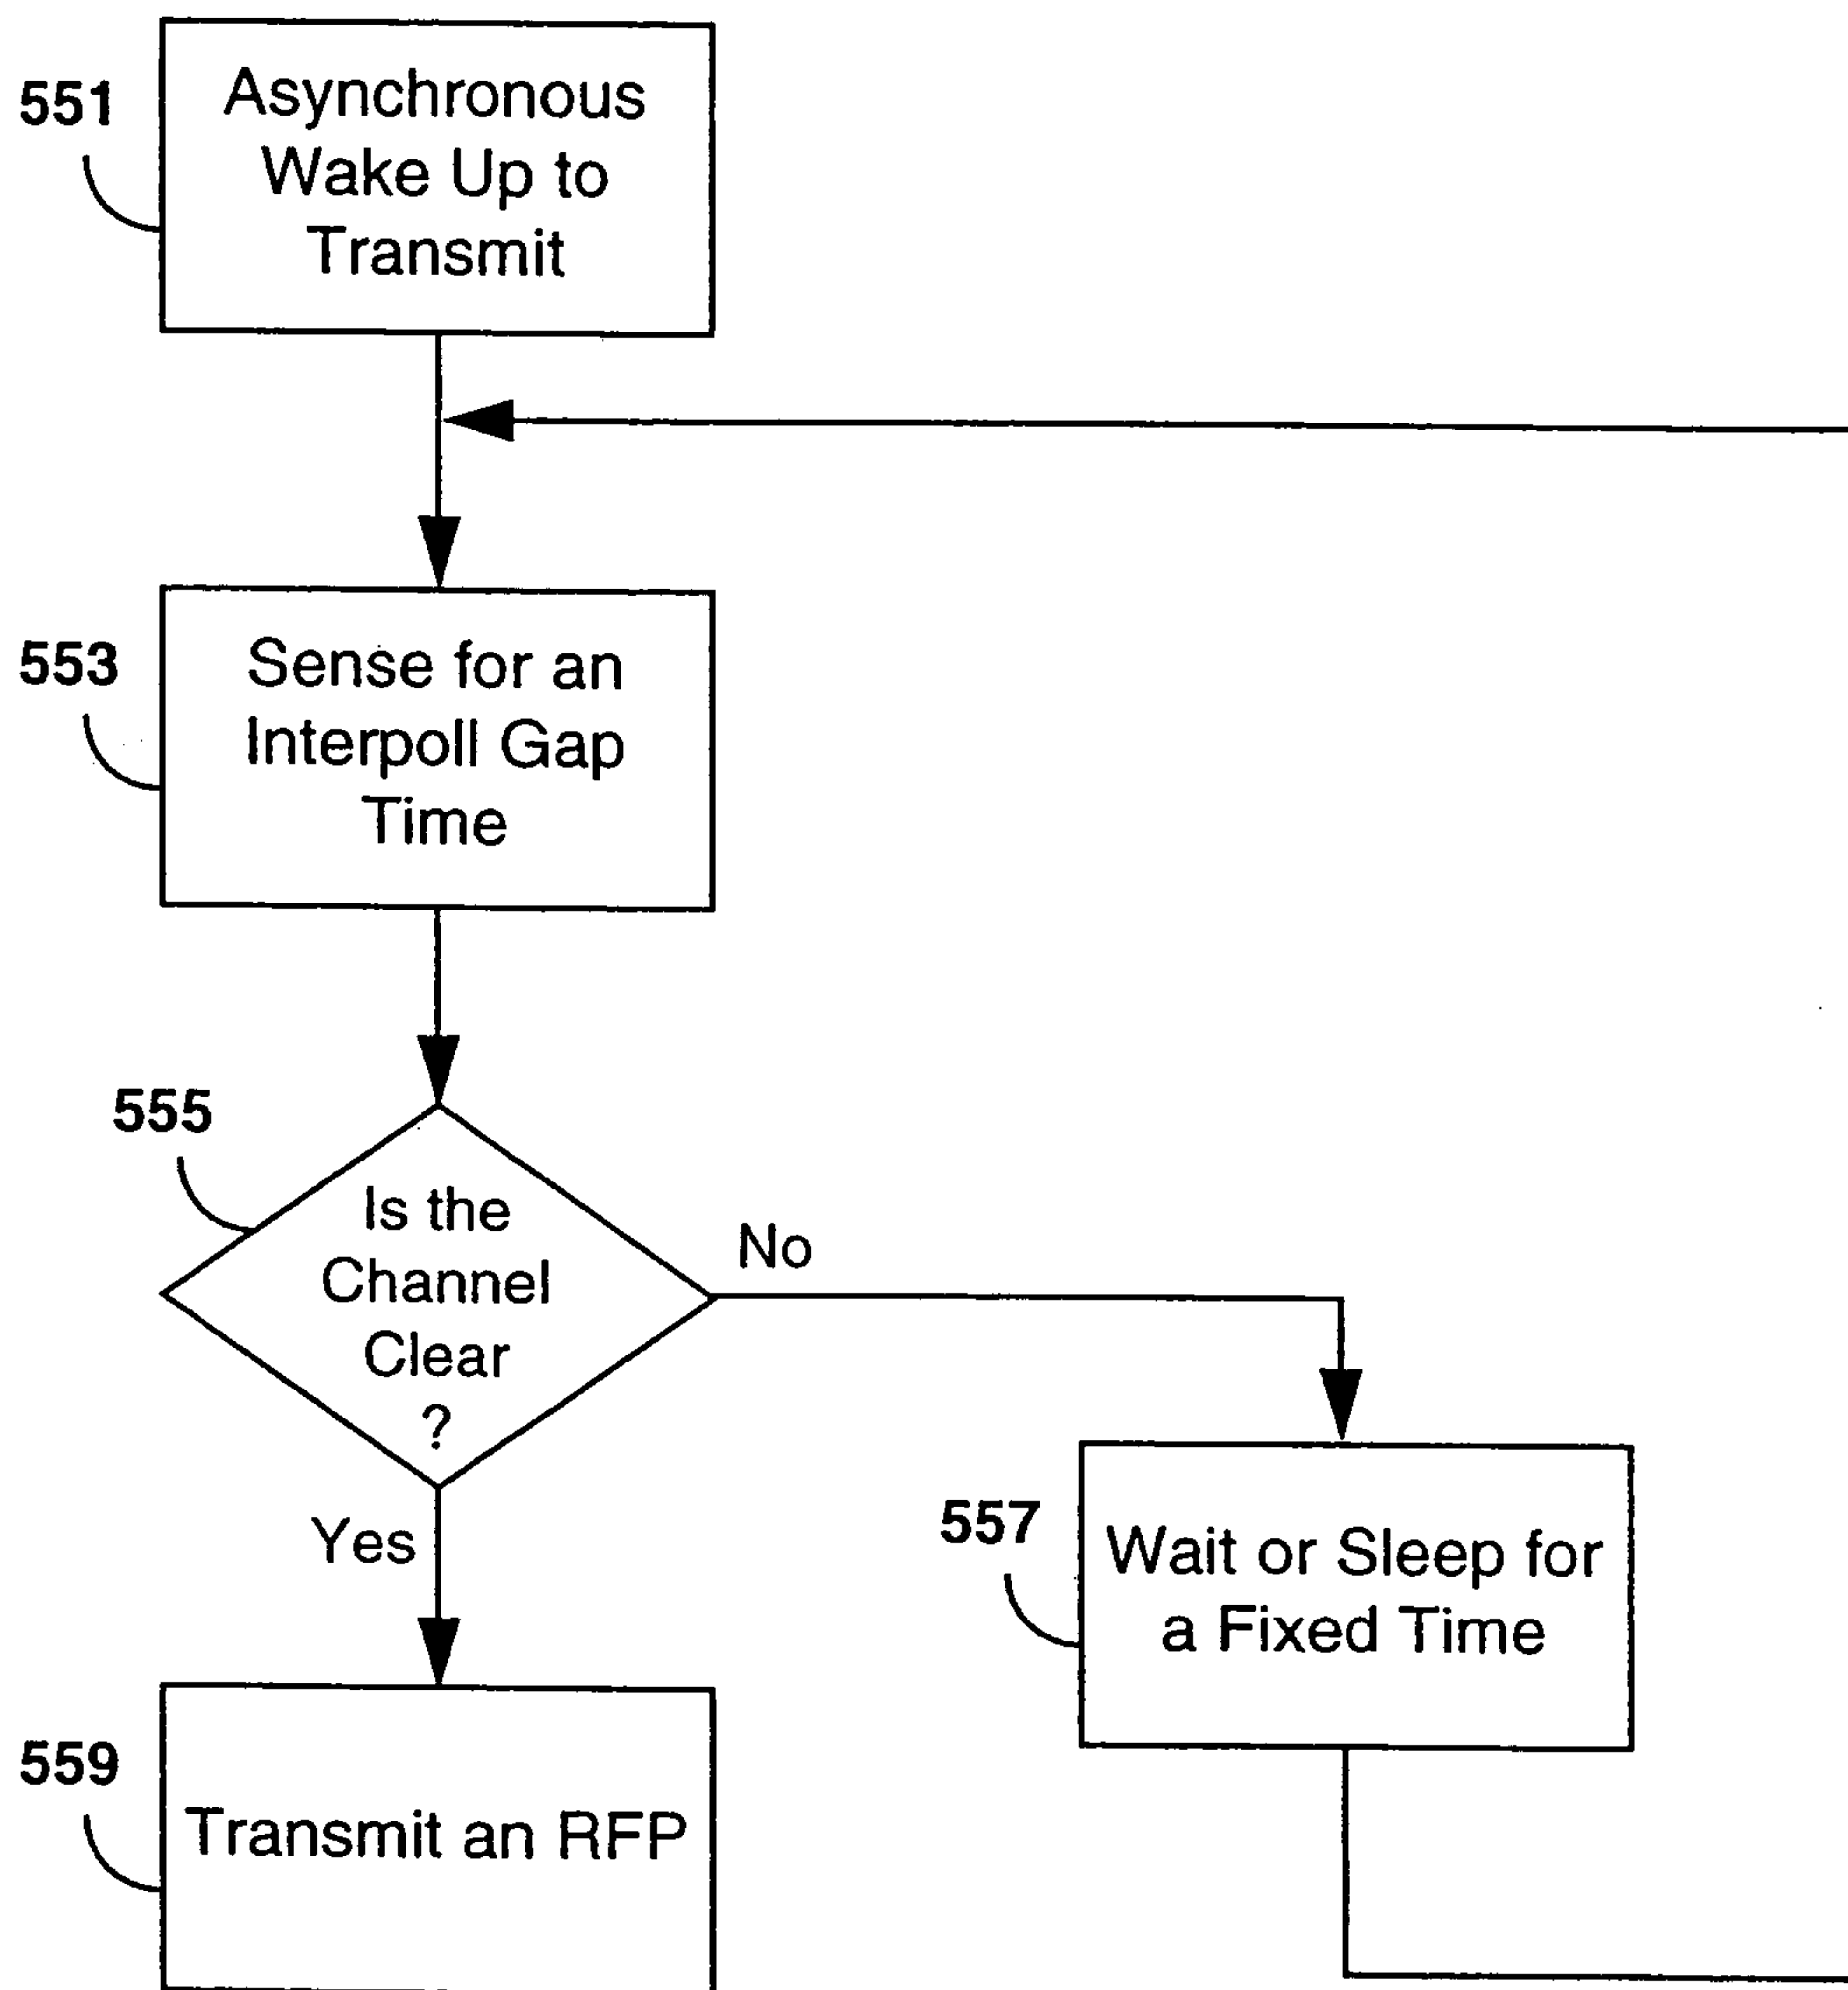 551
Asynchronous
Wake Up to
Transmit
553
Sense for an
Interpoll Gap
Time
555
Is the
Channel
Clear
?
No
Yes
557
Wait or Sleep for
a Fixed Time
559
Transmit an RFP